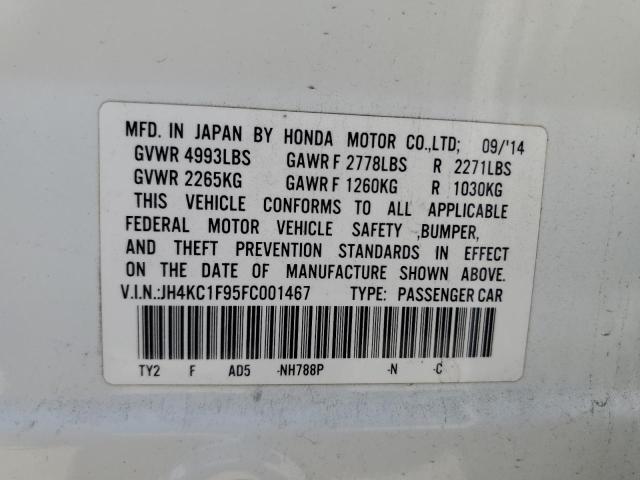 MFD. IN JAPAN BY HONDA MOTOR CO.,LTD; 09/'14
GVWR 4993LBS GAWR F 2778LBS R 2271LBS
GVWR 2265KG GAWR F 1260KG R 1030KG
THIS VEHICLE CONFORMS TO ALL APPLICABLE
FEDERAL MOTOR VEHICLE SAFETY ,BUMPER,
AND THEFT PREVENTION STANDARDS IN EFFECT
ON THE DATE OF MANUFACTURE SHOWN ABOVE.
V.I.N.:JH4KC1F95FC001467 TYPE: PASSENGER CAR
TY2 F AD5 -NH788P -N -C